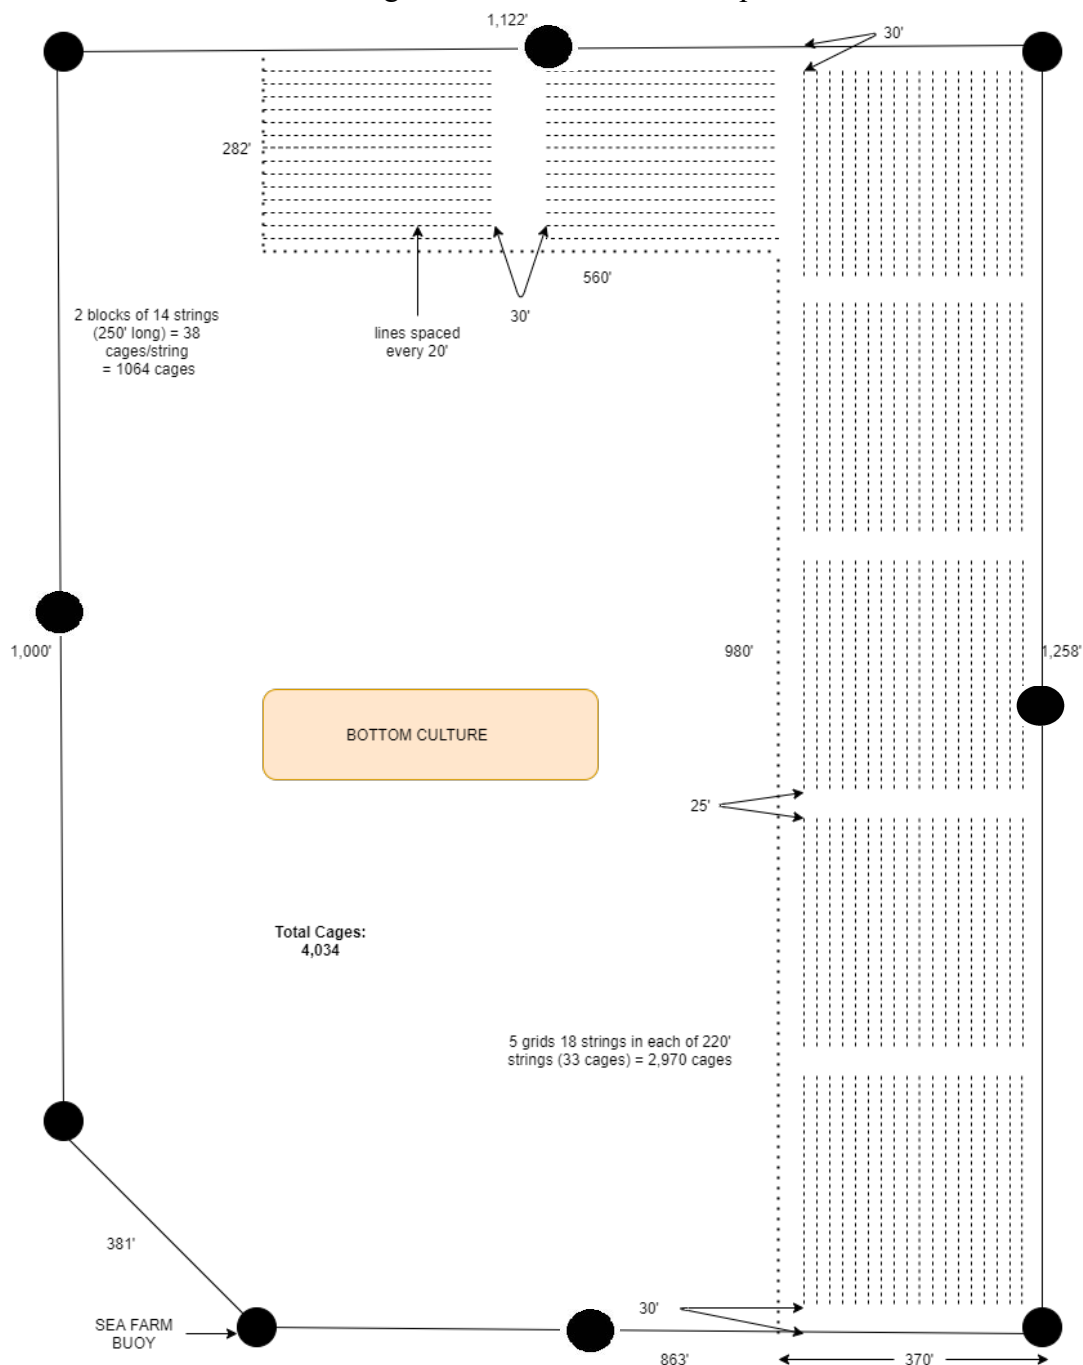 1,122'
30'
282'
560'
30'
2 blocks of 14 strings
(250' long) = 38
cages/string
= 1064 cages
lines spaced
every 20'
1,000'
980'
1,258'
BOTTOM CULTURE
25'
Total Cages:
4,034
5 grids 18 strings in each of 220'
strings (33 cages) = 2,970 cages
381'
30'
SEA FARM
BUOY
863'
370'